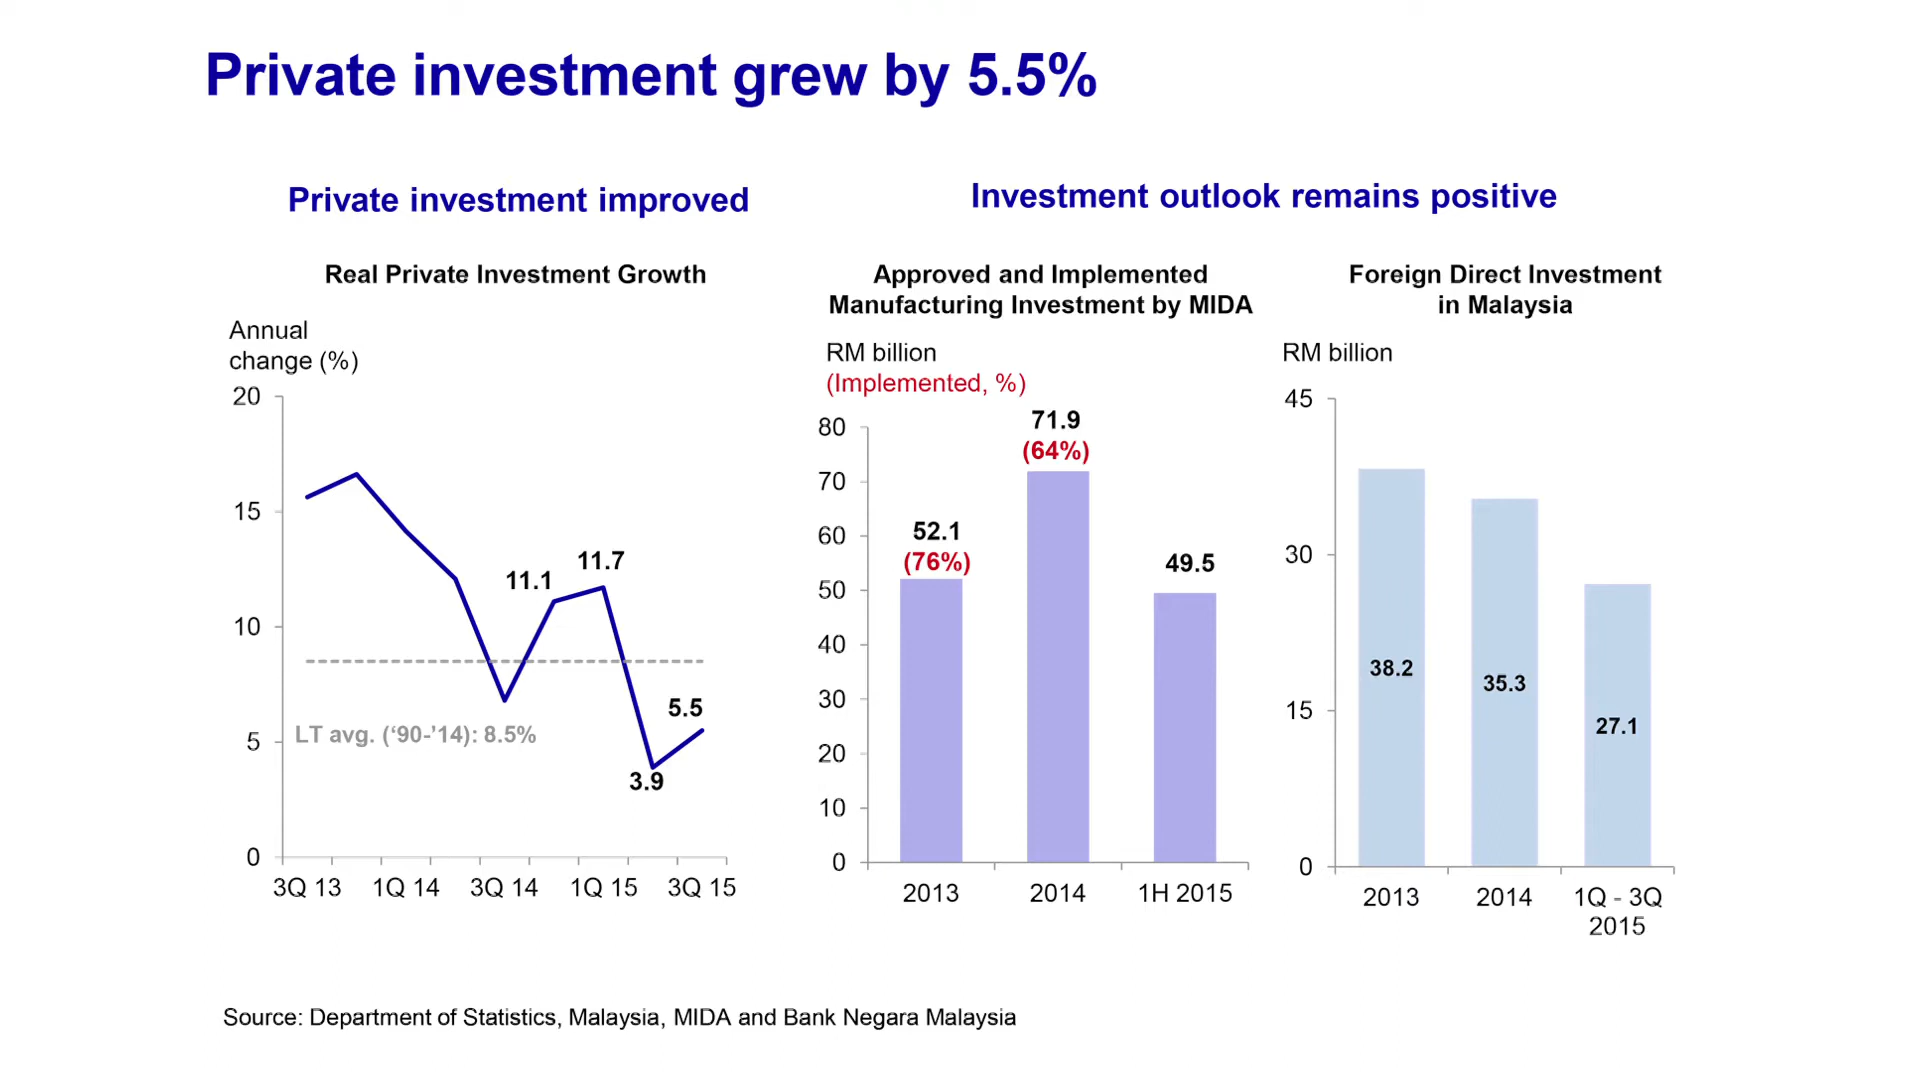 Private investment grew by 5.5%
Private investment improved
Investment outlook remains positive
Real Private Investment Growth
Annual
change (%)
20
15
10
5
0
11.1
11.7
5.5
3.9
LT avg. (‘90-’14): 8.5%
3Q 13
1Q 14
3Q 14
1Q 15
3Q 15
Approved and Implemented
Manufacturing Investment by MIDA
RM billion
(Implemented, %)
80
70
60
50
40
30
20
10
0
52.1
(76%)
71.9
(64%)
49.5
2013
2014
1H 2015
Foreign Direct Investment
in Malaysia
RM billion
45
30
15
0
38.2
35.3
27.1
2013
2014
1Q - 3Q
2015
Source: Department of Statistics, Malaysia, MIDA and Bank Negara Malaysia